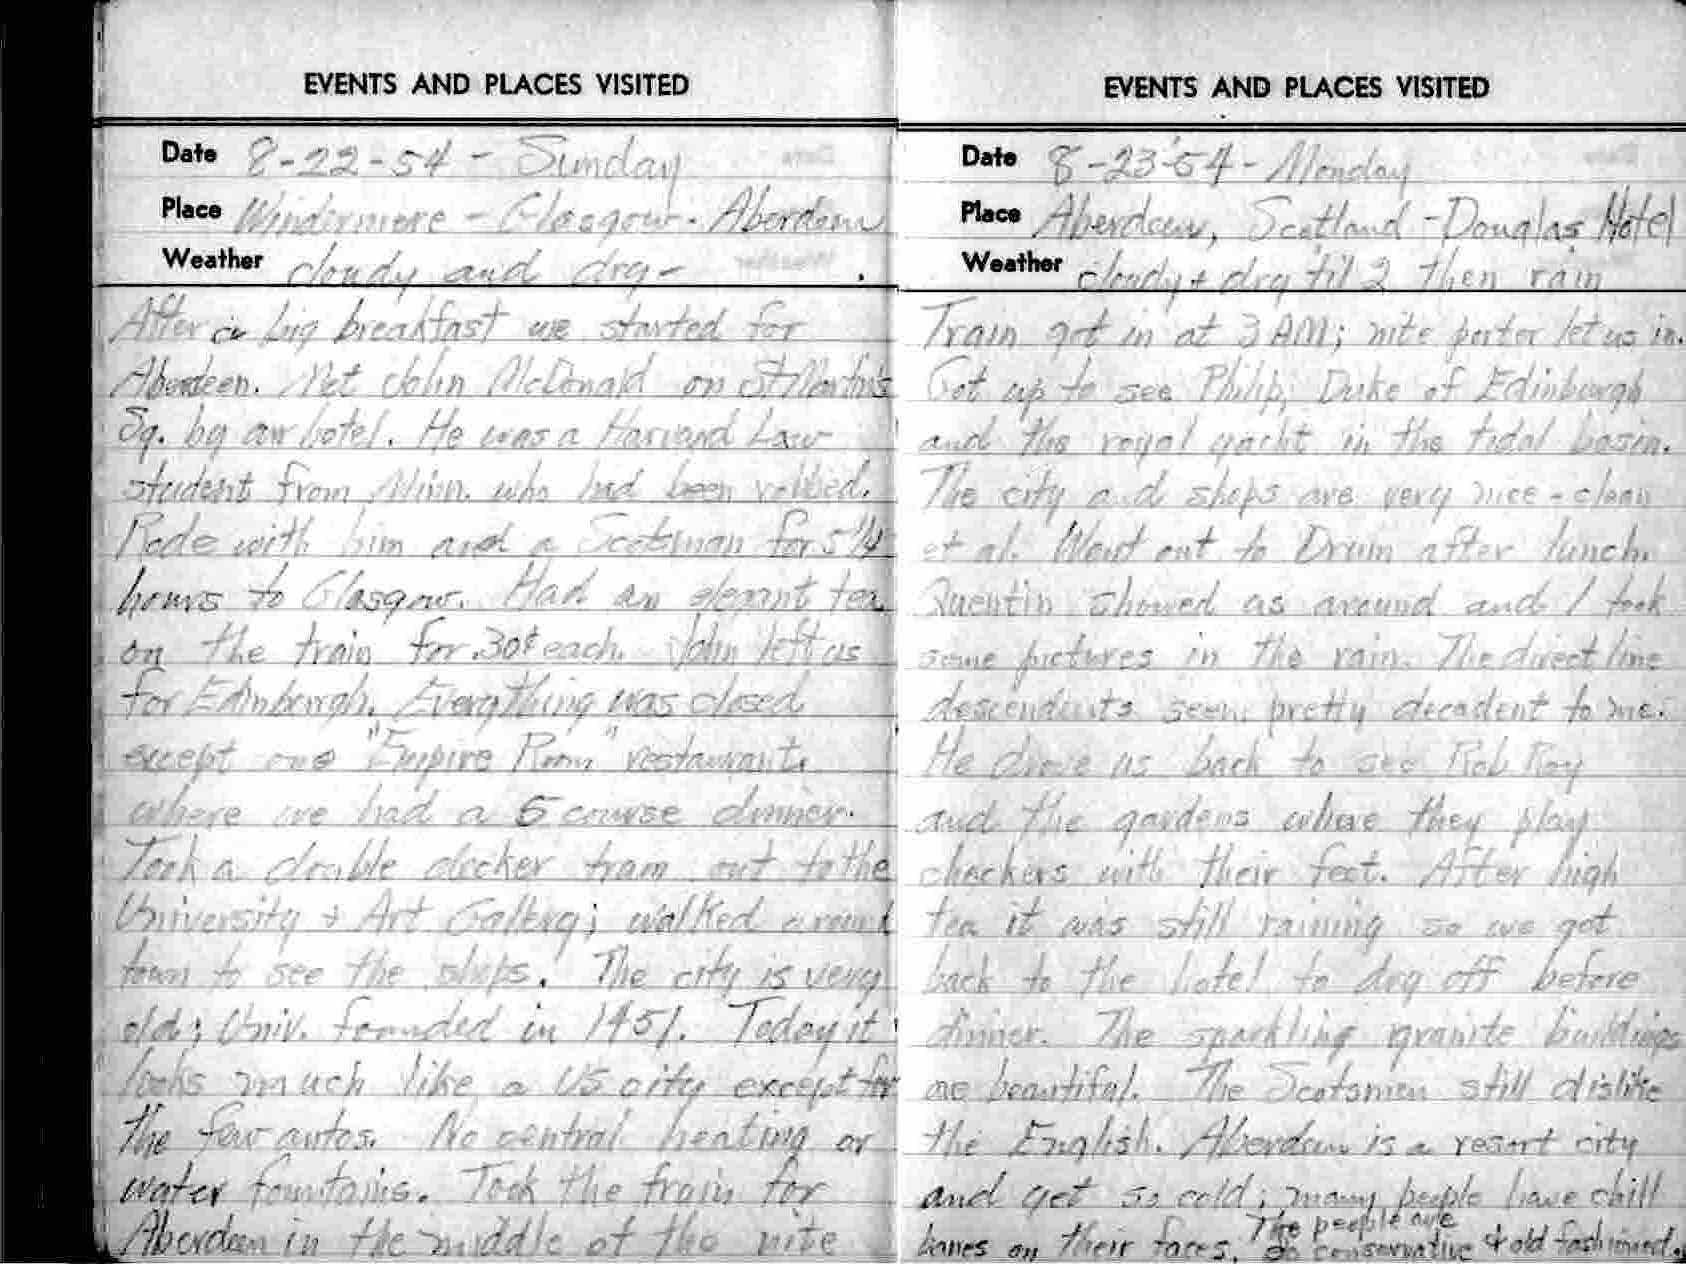 EVENTS AND PLACES VISITED
Date 8-22-54 - Sunday
Place Windermere - Glasgow - Aberdeen
Weather cloudy and dry -
After a big breakfast we started for
Aberdeen. Met John McDonald on St. Martin's
Sq. by our hotel. He was a Harvard Law
student from Minn. who had been robbed.
Rode with him and a Scotsman for 5 1/4
hours to Glasgow. Had an elegant tea
on the train for .30¢ each. John left us
for Edinburgh. Everything was closed
except one "Empire Room" restaurant,
where we had a 5 course dinner.
Took a double decker tram out to the
University & Art Gallery; walked around
town to see the shops. The city is very
old; Univ. founded in 1451. Today it
looks much like a US city except for
the few autos. No central heating or
water fountains. Took the train for
Aberdeen in the middle of the nite
EVENTS AND PLACES VISITED
Date 8-23-54 - Monday
Place Aberdeen, Scotland - Douglas Hotel
Weather cloudy + dry til 2 then rain
Train got in at 3 AM; nite porter let us in.
Got up to see Philip, Duke of Edinburgh
and the royal yacht in the tidal basin.
The city and shops are very nice - clean
et al. Went out to Drum after lunch.
Quentin showed us around and I took
some pictures in the rain. The direct line
descendents seem pretty decadent to me.
He drove us back to see Rob Roy
and the gardens where they play
checkers with their feet. After high
tea it was still raining so we got
back to the hotel to dry off before
dinner. The sparkling granite buildings
are beautiful. The Scotsmen still dislike
the English. Aberdeen is a resort city
and yet so cold; many people have chill
banes on their faces. The people are so conservative & old fashioned.